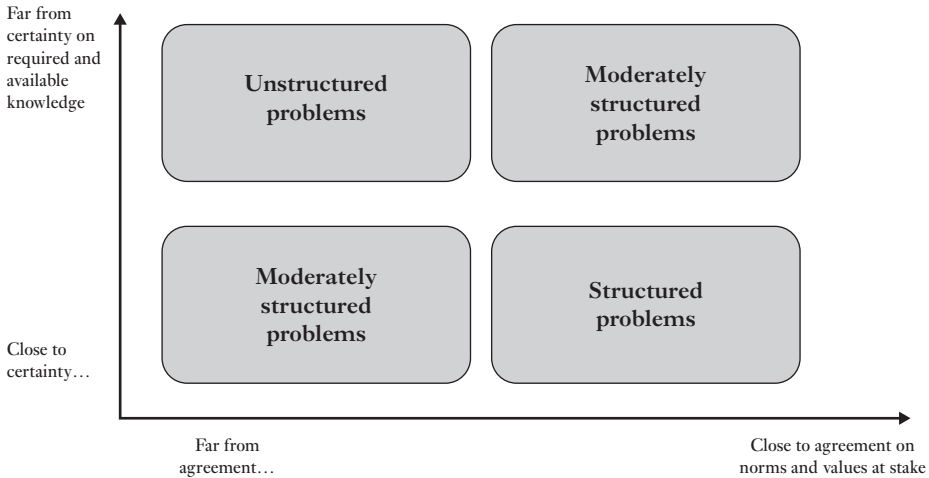 Far from
certainty on
required and
available
knowledge
Unstructured
problems
Moderately
structured
problems
Moderately
structured
problems
Structured
problems
Close to
certainty…
Far from
agreement…
Close to agreement on
norms and values at stake